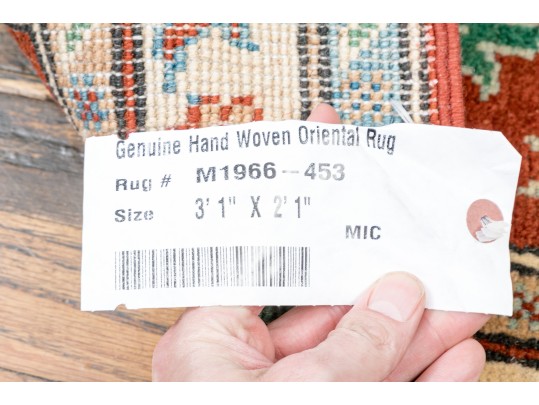 Genuine Hand Woven Oriental Rug
Rug # M1966-453
Size 3' 1" X 2' 1"
MIC